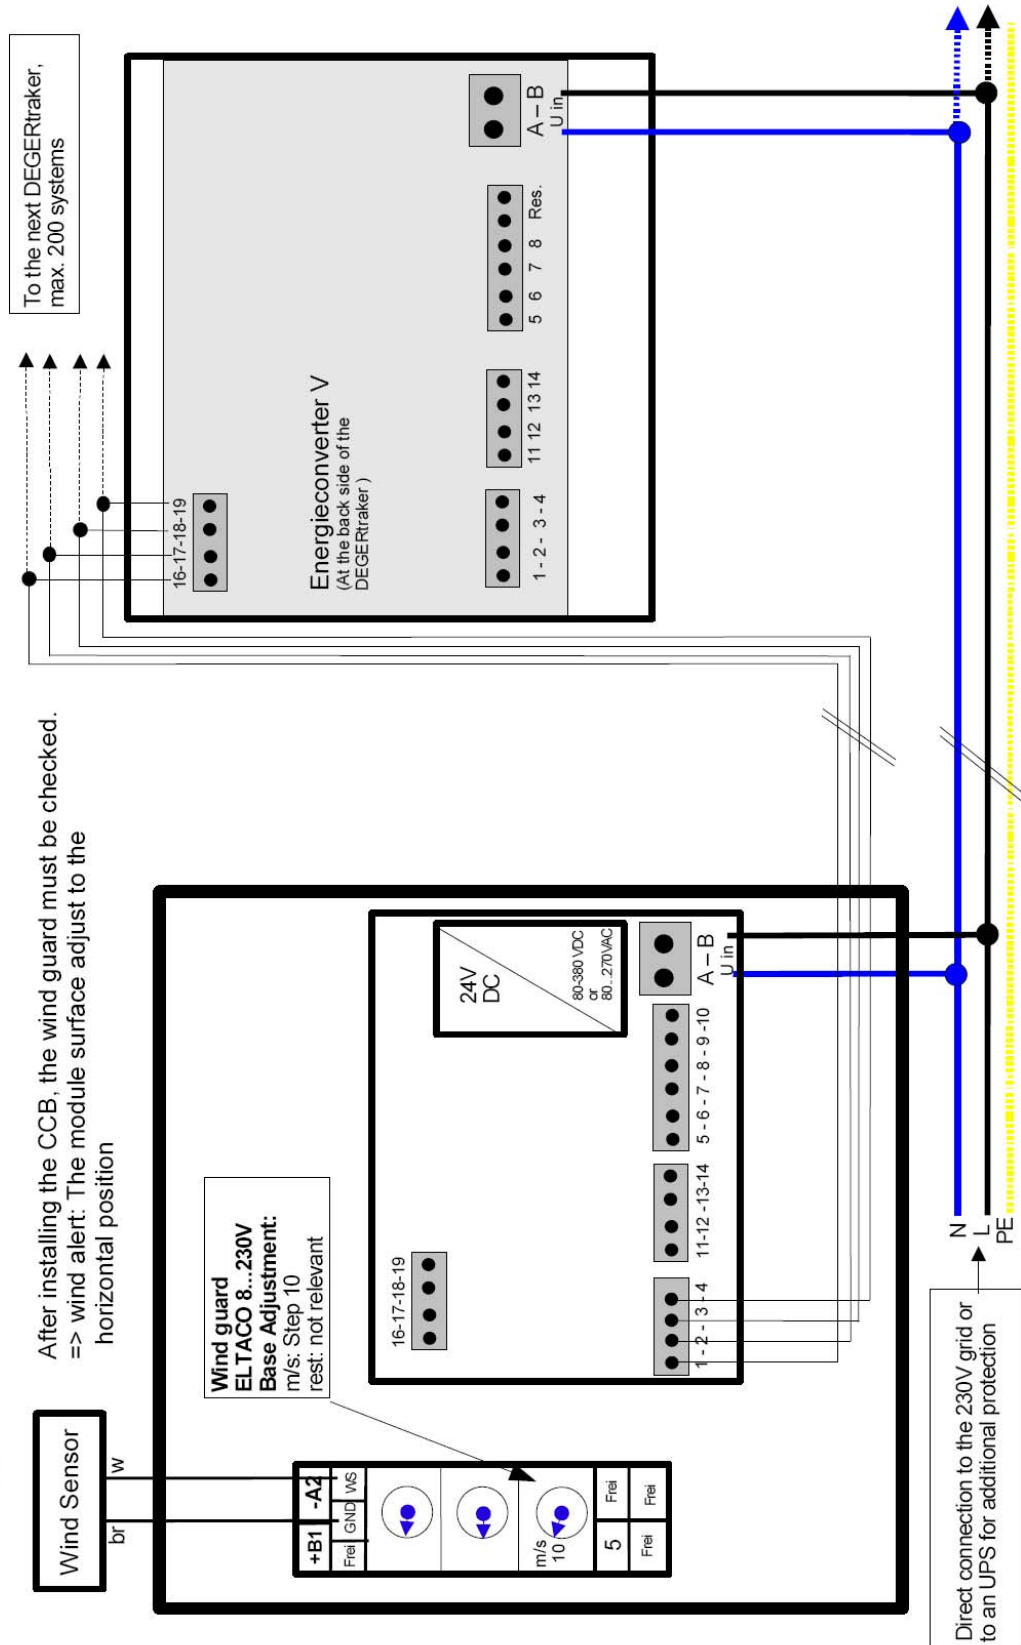 After installing the CCB, the wind guard must be checked.
=> wind alert: The module surface adjust to the
horizontal position
To the next DEGERtraker,
max. 200 systems
Wind Sensor
br
w
+B1
-A2
Frei
GND
WS
m/s
10
5
Frei
Frei
Frei
Wind guard
ELTACO 8...230V
Base Adjustment:
m/s: Step 10
rest: not relevant
16-17-18-19
24V
DC
80-380 VDC
or
80...270VAC
1 - 2 - 3 - 4
11-12 -13-14
5 - 6 - 7 - 8 - 9 -10
A – B
U in
16-17-18-19
Energieconverter V
(At the back side of the
DEGERtraker )
1 - 2 - 3 - 4
11 12 13 14
5 6 7 8 Res.
A – B
U in
N
L
PE
Direct connection to the 230V grid or
to an UPS for additional protection